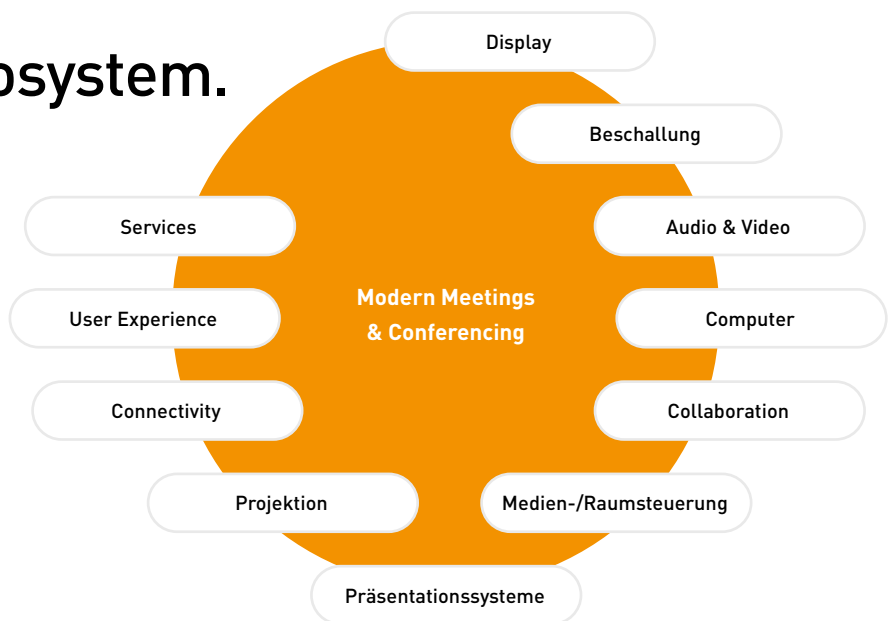 osystem.
Display
Beschallung
Services
Audio & Video
Modern Meetings
& Conferencing
User Experience
Computer
Connectivity
Collaboration
Projektion
Medien-/Raumsteuerung
Präsentationssysteme